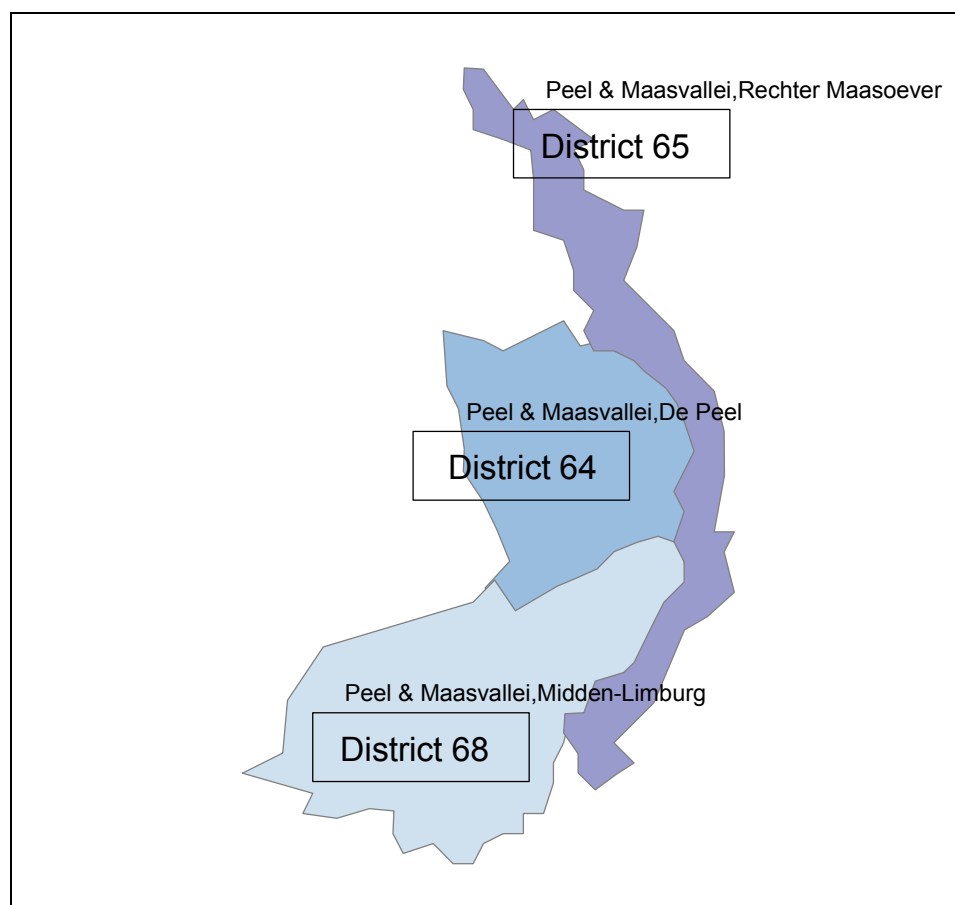 Peel & Maasvallei,Rechter Maasoever
District 65
Peel & Maasvallei,De Peel
District 64
Peel & Maasvallei,Midden-Limburg
District 68